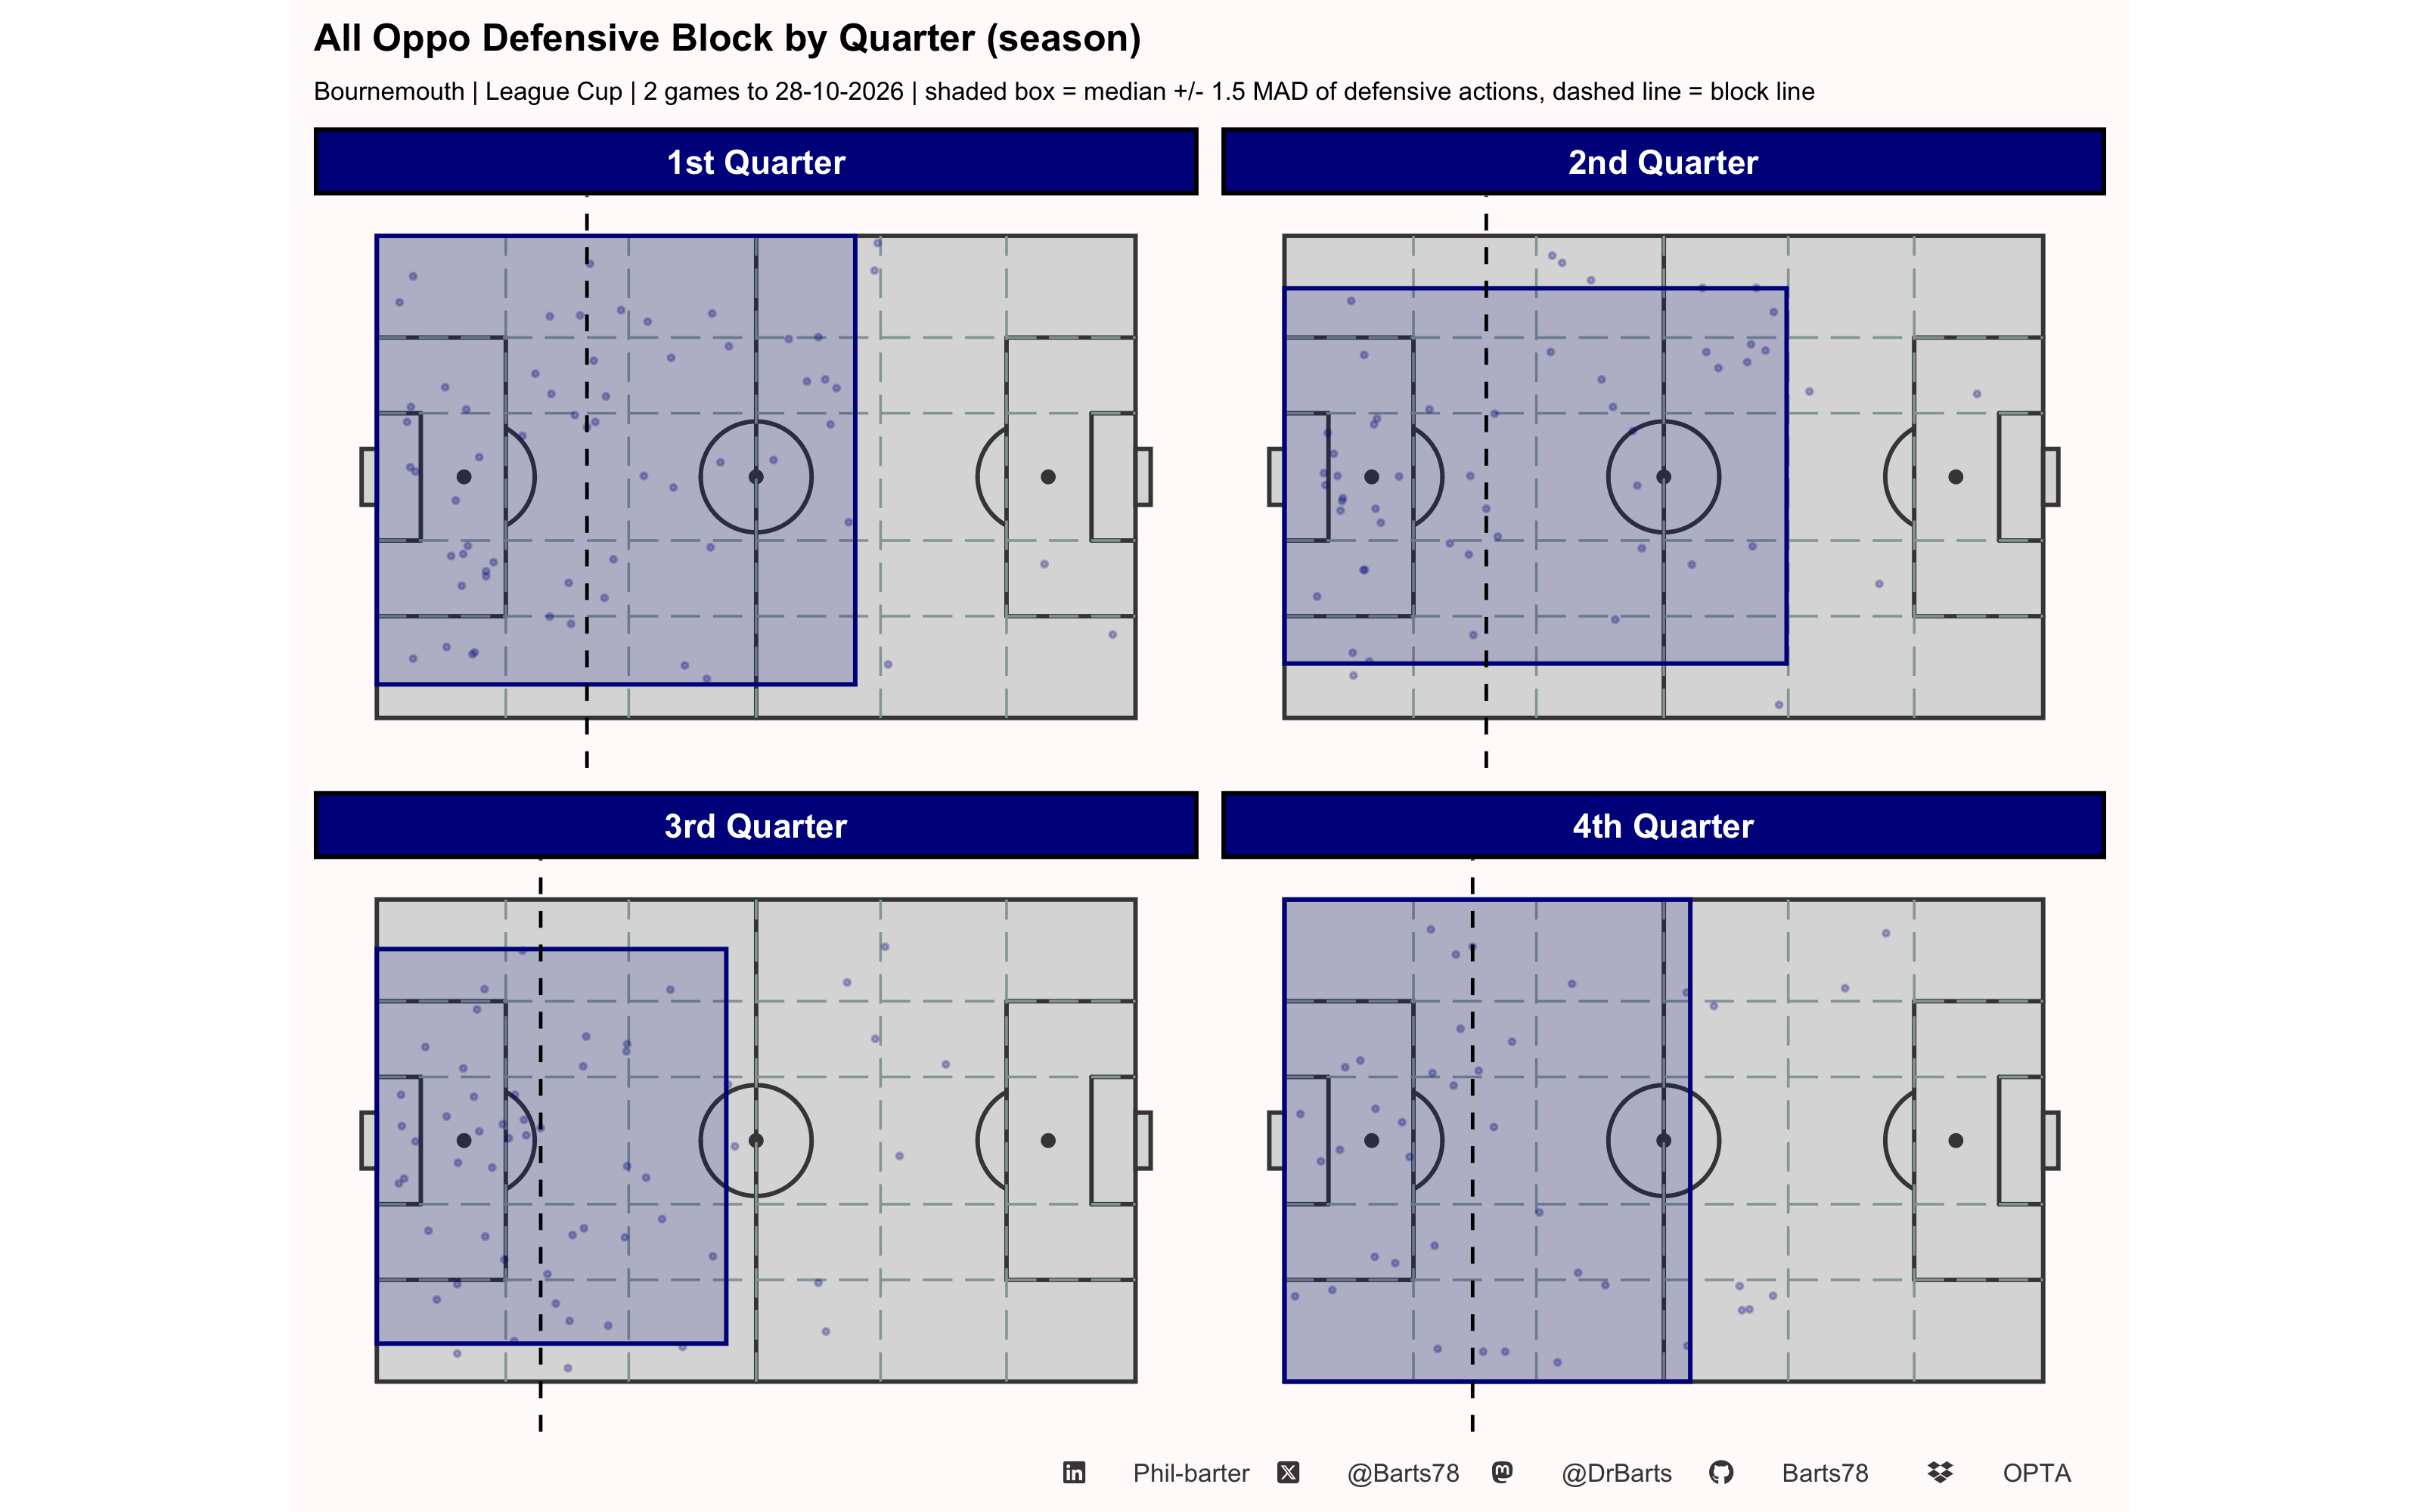 All Oppo Defensive Block by Quarter (season)
Bournemouth | League Cup | 2 games to 28-10-2026 | shaded box = median +/- 1.5 MAD of defensive actions, dashed line = block line
1st Quarter
2nd Quarter
3rd Quarter
4th Quarter
Phil-barter @Barts78 @DrBarts Barts78 OPTA